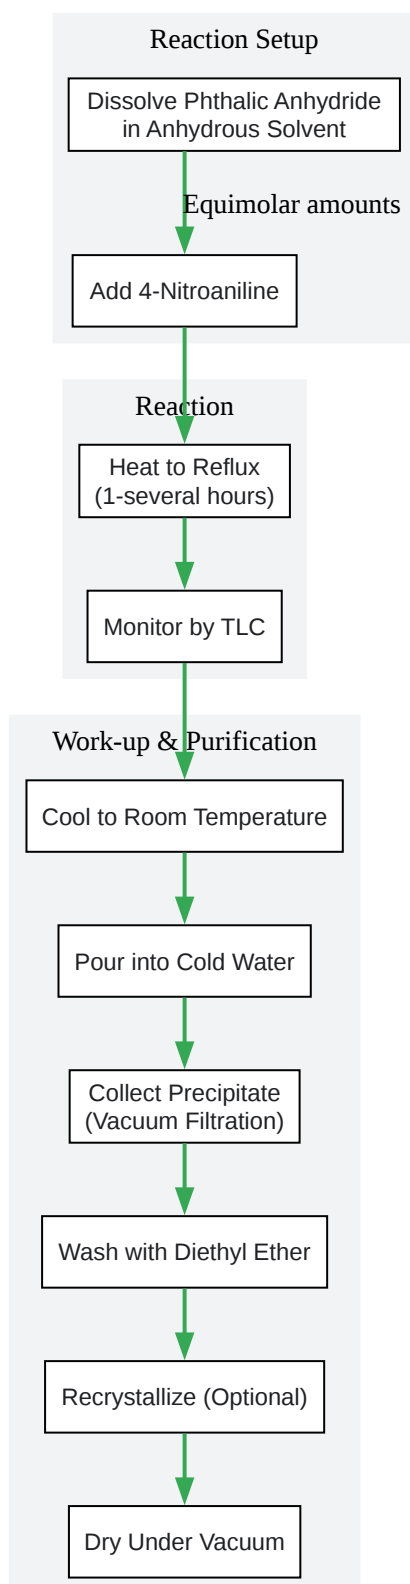 Reaction Setup
Dissolve Phthalic Anhydride
in Anhydrous Solvent
Equimolar amounts
Add 4-Nitroaniline
Reaction
Heat to Reflux
(1-several hours)
Monitor by TLC
Work-up & Purification
Cool to Room Temperature
Pour into Cold Water
Collect Precipitate
(Vacuum Filtration)
Wash with Diethyl Ether
Recrystallize (Optional)
Dry Under Vacuum